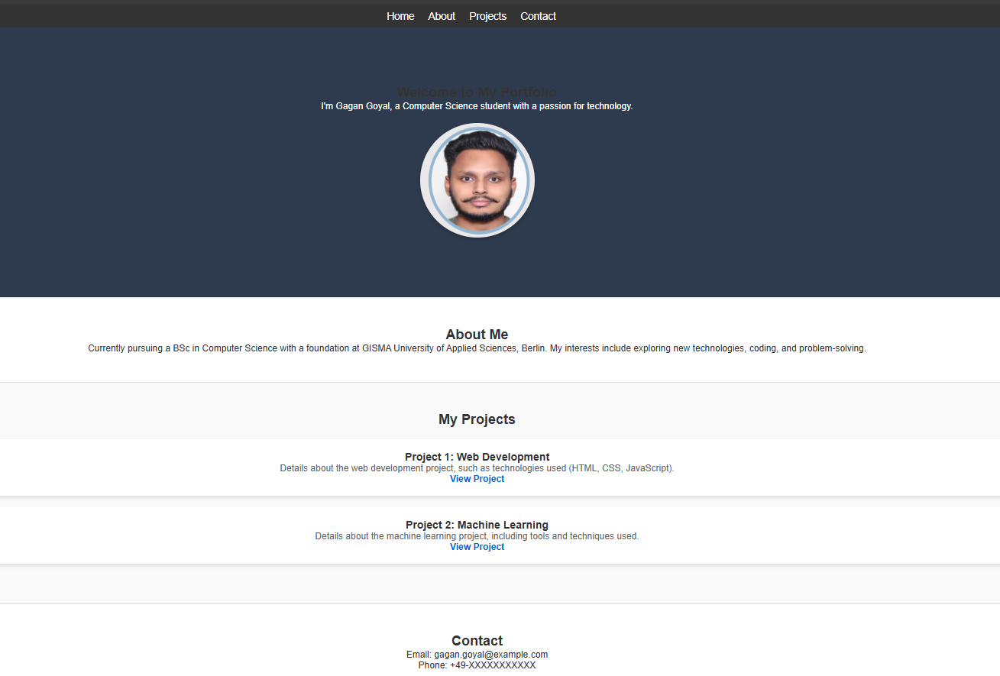 Home About Projects Contact
Welcome to My Portfolio
I'm Gagan Goyal, a Computer Science student with a passion for technology.
About Me
Currently pursuing a BSc in Computer Science with a foundation at GISMA University of Applied Sciences, Berlin. My interests include exploring new technologies, coding, and problem-solving.
My Projects
Project 1: Web Development
Details about the web development project, such as technologies used (HTML, CSS, JavaScript).
View Project
Project 2: Machine Learning
Details about the machine learning project, including tools and techniques used.
View Project
Contact
Email: gagan.goyal@example.com
Phone: +49-XXXXXXXXXXX